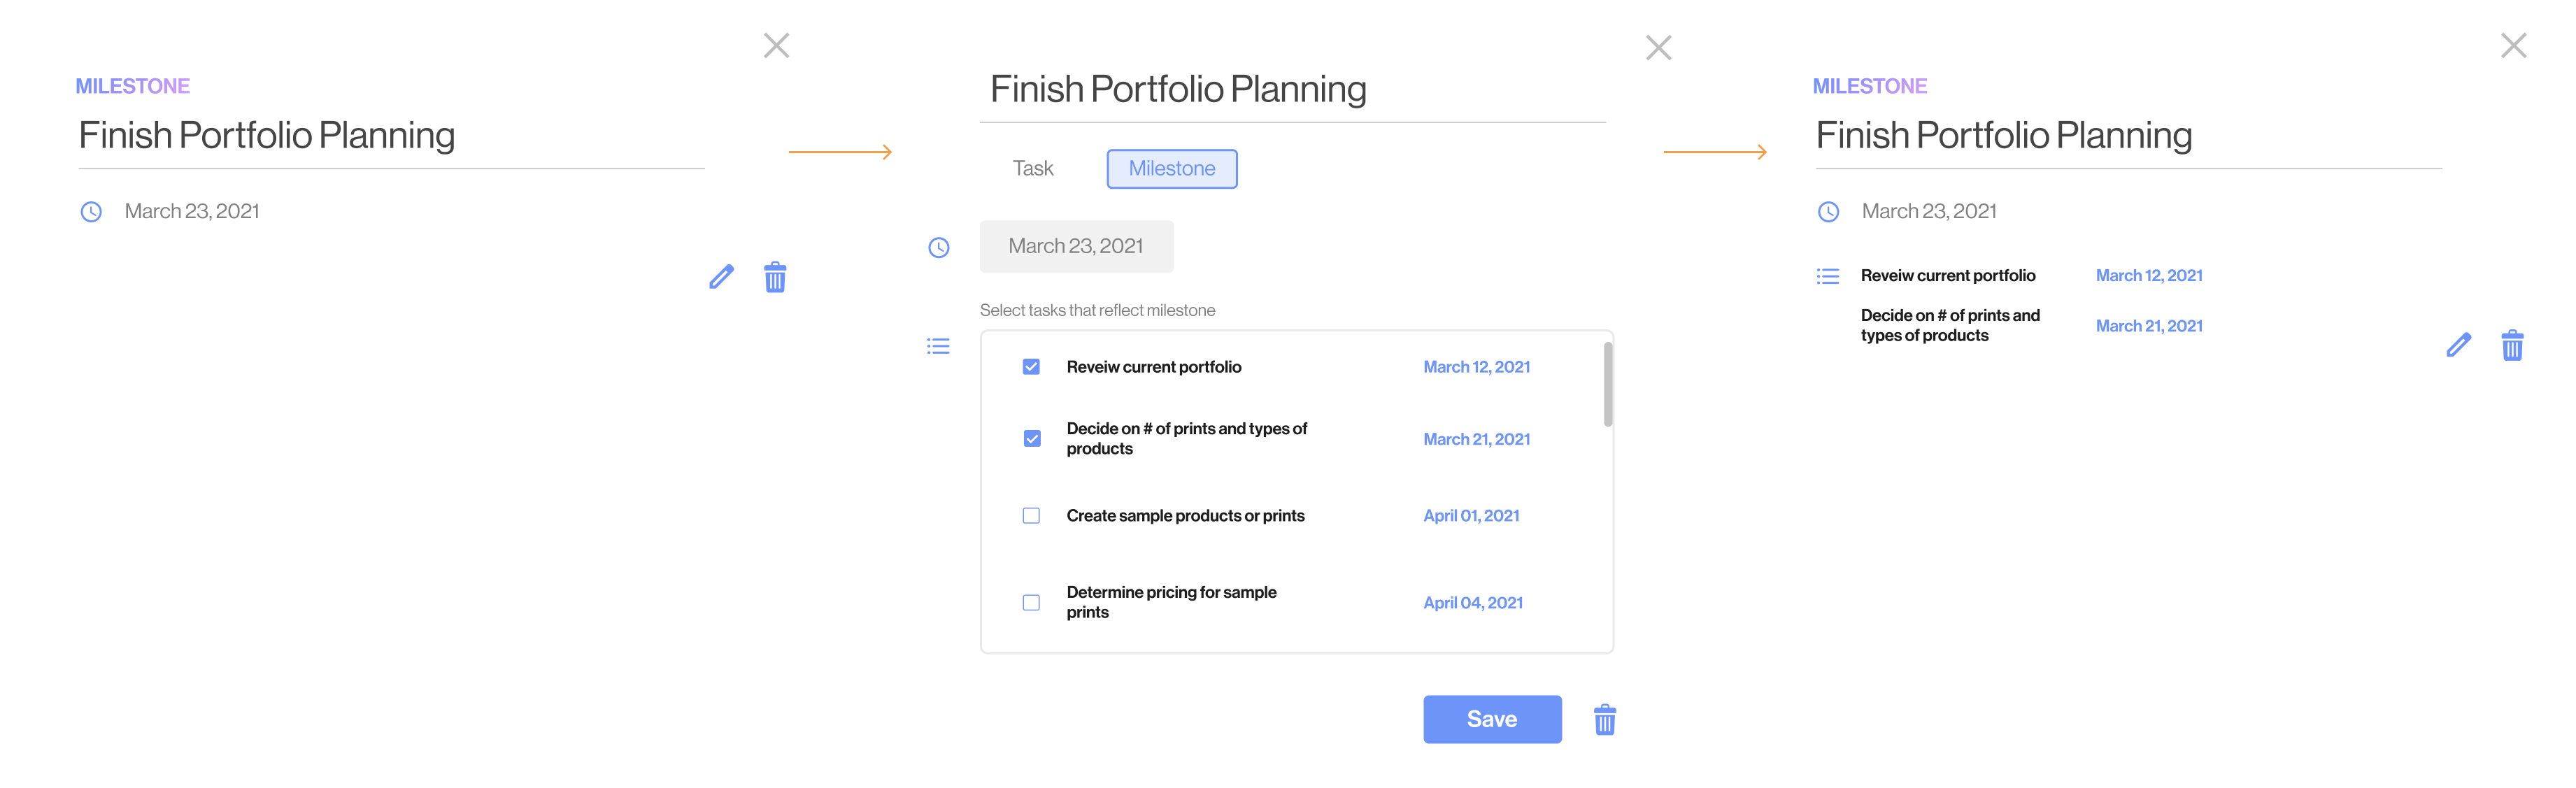 MILESTONE
Finish Portfolio Planning
March 23, 2021
Finish Portfolio Planning
Task
Milestone
March 23, 2021
Select tasks that reflect milestone
Reveiw current portfolio
March 12, 2021
Decide on # of prints and types of
products
March 21, 2021
Create sample products or prints
April 01, 2021
Determine pricing for sample
prints
April 04, 2021
Save
MILESTONE
Finish Portfolio Planning
March 23, 2021
Reveiw current portfolio
March 12, 2021
Decide on # of prints and
types of products
March 21, 2021